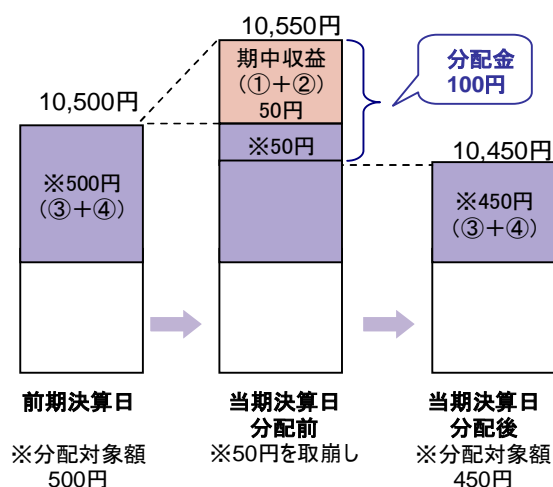 10,550円
期中収益
(①+②)
50円
分配金
100円
10,500円
※50円
10,450円
※500円
(③+④)
※450円
(③+④)
前期決算日
当期決算日
分配前
当期決算日
分配後
※分配対象額
500円
※50円を取崩し
※分配対象額
450円